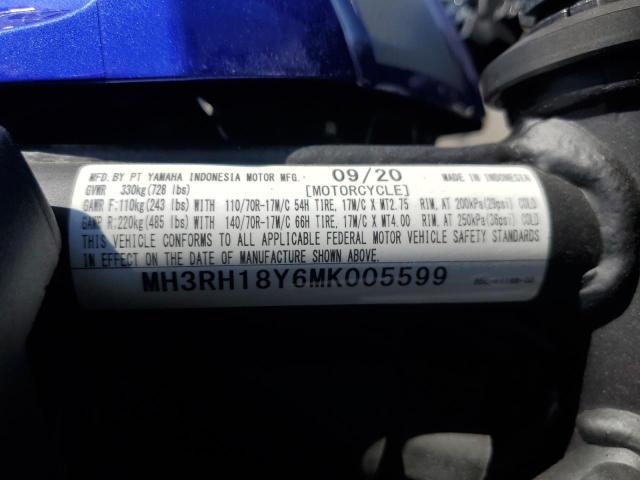 MFD. BY PT YAMAHA INDONESIA MOTOR MFG. 09/20 MADE IN INDONESIA
GVWR 330kg(728 lbs) [MOTORCYCLE]
GAWR F:110kg(243 lbs) WITH 110/70R-17M/C 54H TIRE, 17M/C X MT2.75 RIM, AT 200kPa(29psi) COLD
GAWR R:220kg(485 lbs) WITH 140/70R-17M/C 66H TIRE, 17M/C X MT4.00 RIM, AT 250kPa(36psi) COLD
THIS VEHICLE CONFORMS TO ALL APPLICABLE FEDERAL MOTOR VEHICLE SAFETY STANDARDS
IN EFFECT ON THE DATE OF MANUFACTURE SHOWN ABOVE.
MH3RH18Y6MK005599